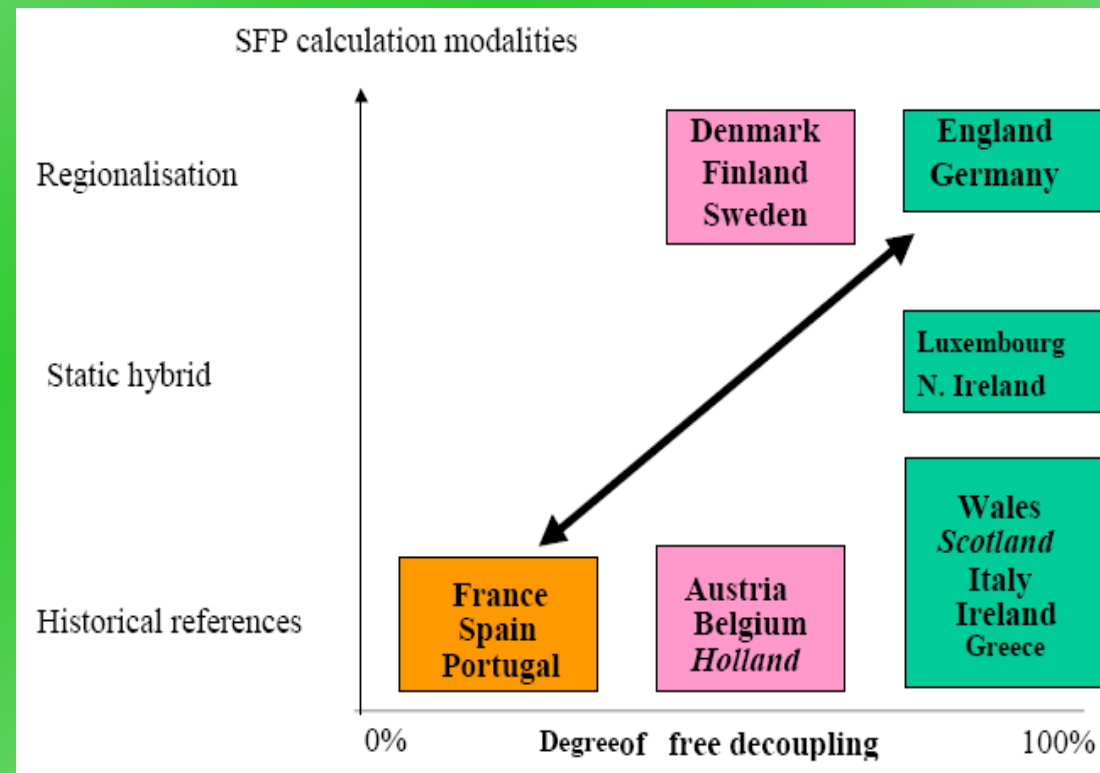 SFP calculation modalities
Regionalisation
Denmark
Finland
Sweden
England
Germany
Static hybrid
Luxembourg
N. Ireland
Historical references
France
Spain
Portugal
Austria
Belgium
Holland
Wales
Scotland
Italy
Ireland
Greece
0% Degreeof free decoupling 100%